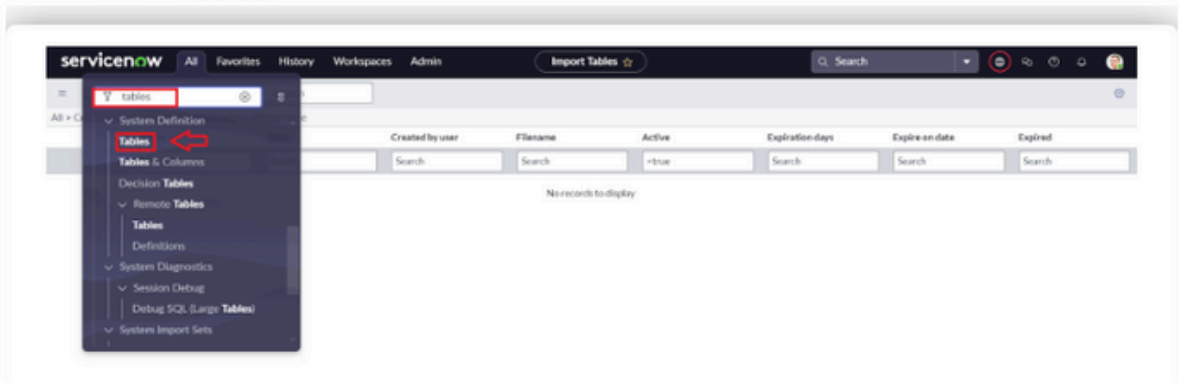 servicenow All Favorites History Workspaces Admin Import Tables Search
tables
All >
System Definition
Tables
Created by user Filename Active Expiration days Expire on date Expired
Tables & Columns
Search Search =true Search Search Search
Decision Tables
No records to display
Remote Tables
Tables
Definitions
System Diagnostics
Session Debug
Debug SQL (Large Tables)
System Import Sets